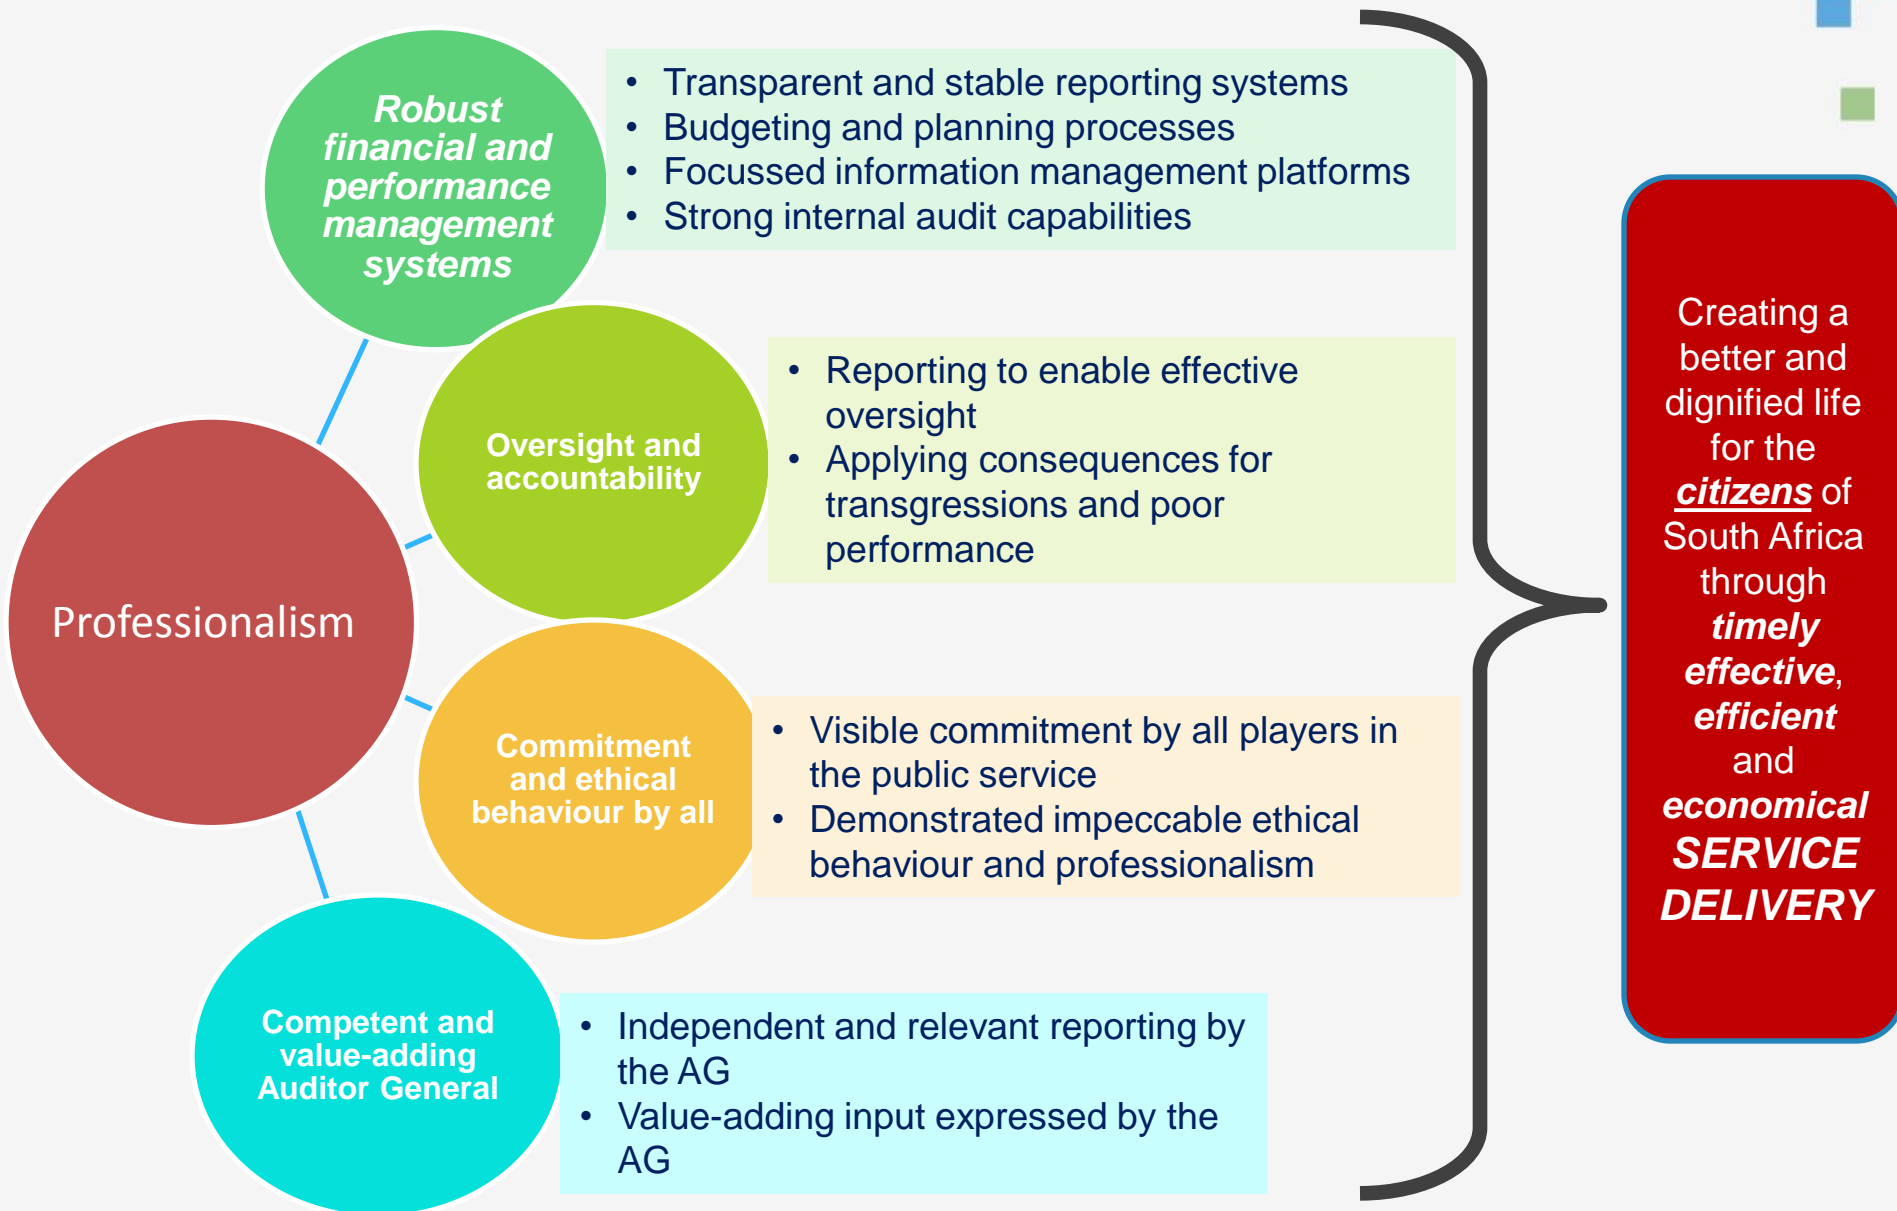 Robust
financial and
performance
management
systems
• Transparent and stable reporting systems
• Budgeting and planning processes
• Focussed information management platforms
• Strong internal audit capabilities
Oversight and
accountability
• Reporting to enable effective
oversight
• Applying consequences for
transgressions and poor
performance
Professionalism
Commitment
and ethical
behaviour by all
• Visible commitment by all players in
the public service
• Demonstrated impeccable ethical
behaviour and professionalism
Competent and
value-adding
Auditor General
• Independent and relevant reporting by
the AG
• Value-adding input expressed by the
AG
Creating a
better and
dignified life
for the
citizens of
South Africa
through
timely
effective,
efficient
and
economical
SERVICE
DELIVERY